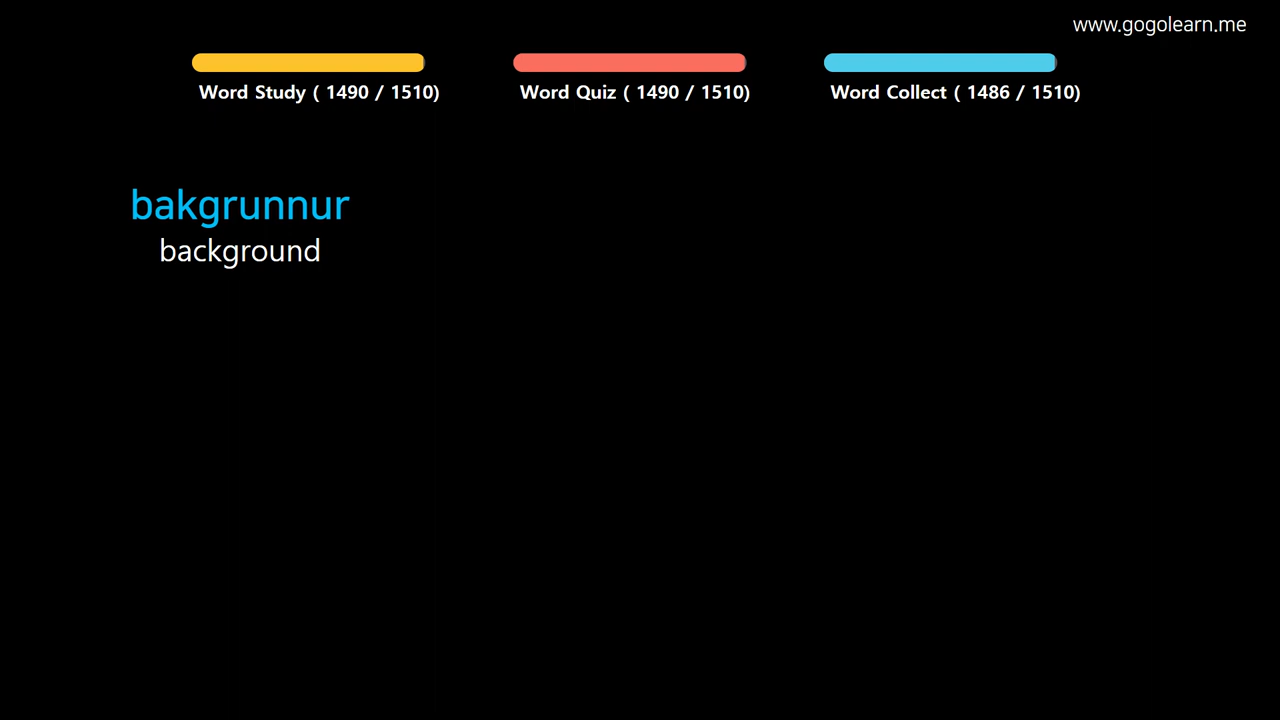 www.gogolearn.me
Word Study ( 1490 / 1510)
Word Quiz ( 1490 / 1510)
Word Collect ( 1486 / 1510)
bakgrunnur
background